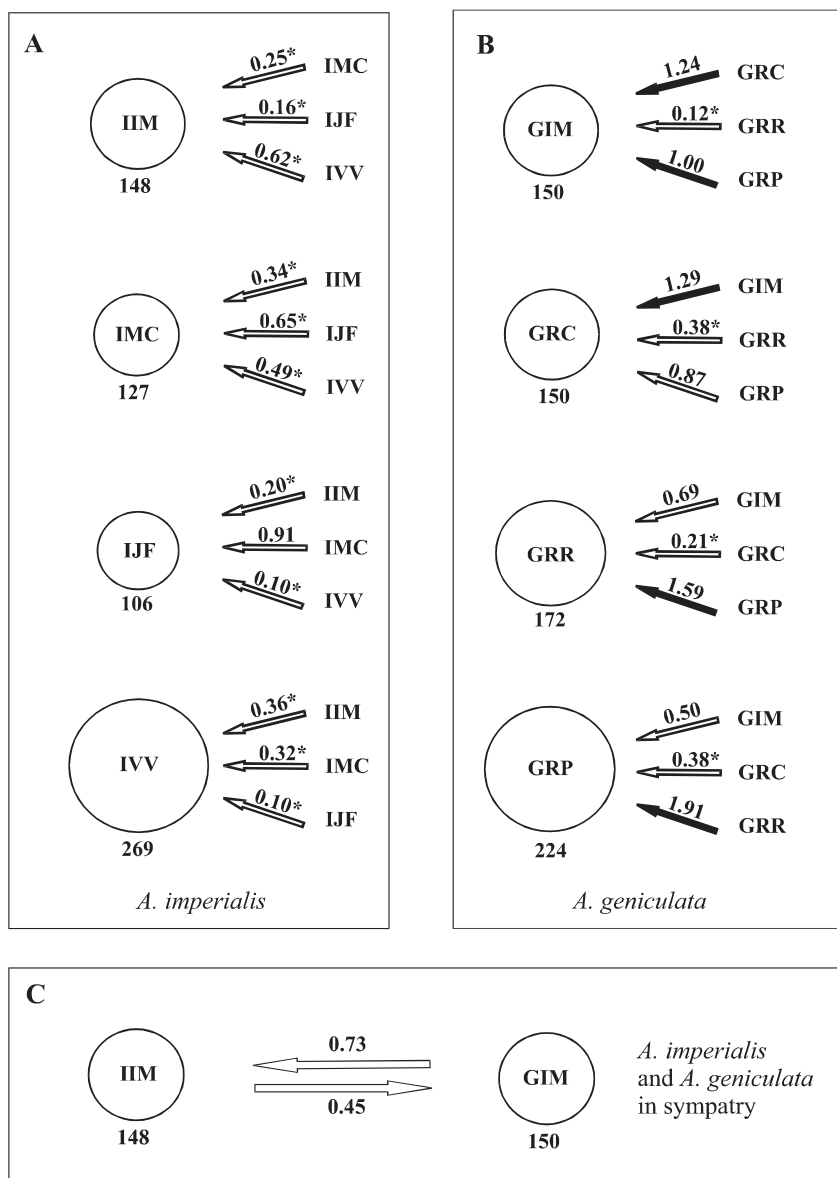 A
IIM
148
0.25* IMC
0.16* IJF
0.62* IVV
IMC
127
0.34* IIM
0.65* IJF
0.49* IVV
IJF
106
0.20* IIM
0.91 IMC
0.10* IVV
IVV
269
0.36* IIM
0.32* IMC
0.10* IJF
A. imperialis
B
GIM
150
1.24 GRC
0.12* GRR
1.00 GRP
GRC
150
1.29 GIM
0.38* GRR
0.87 GRP
GRR
172
0.69 GIM
0.21* GRC
1.59 GRP
GRP
224
0.50 GIM
0.38* GRC
1.91 GRR
A. geniculata
C
IIM
148
0.73
0.45
GIM
150
A. imperialis
and A. geniculata
in sympatry